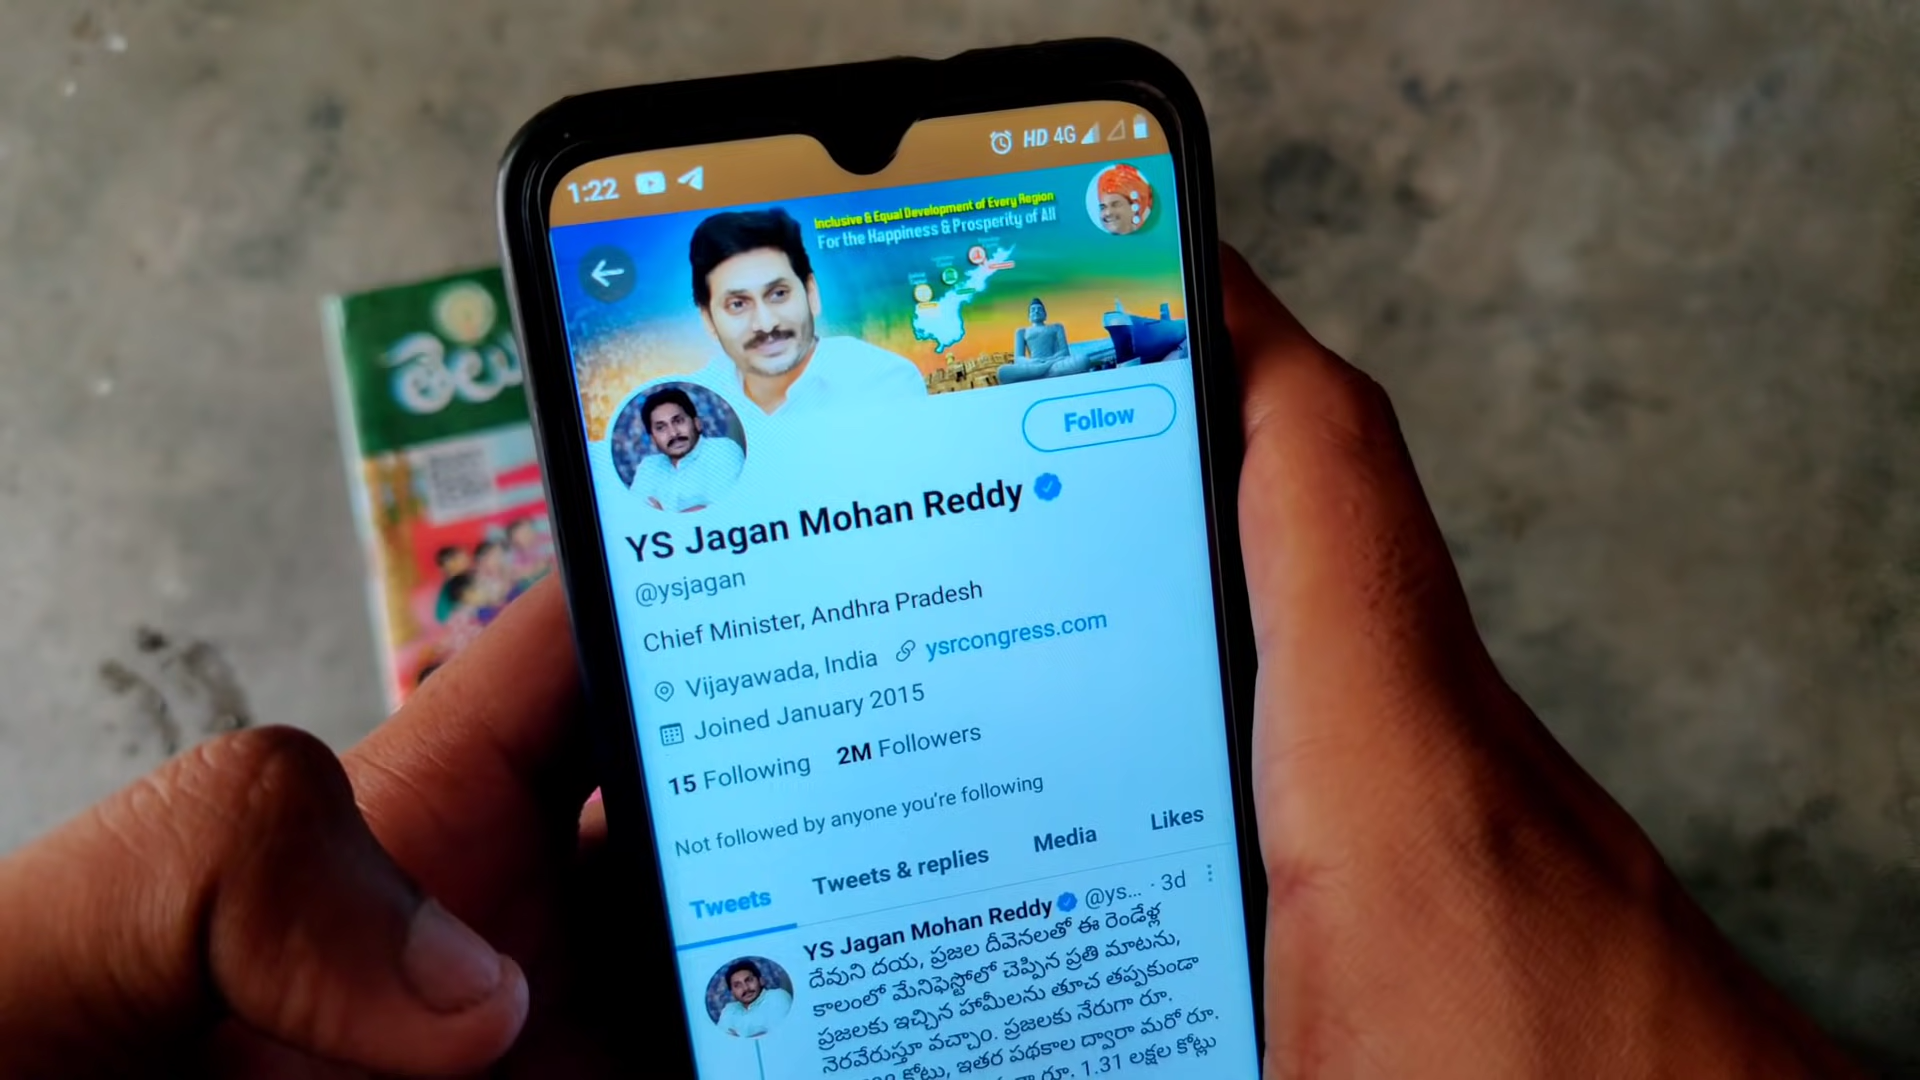 1:22
HD 4G
Inclusive & Equal Development of Every Region
For the Happiness & Prosperity of All
తెలు
Follow
YS Jagan Mohan Reddy
@ysjagan
Chief Minister, Andhra Pradesh
Vijayawada, India ysrcongress.com
Joined January 2015
15 Following 2M Followers
Not followed by anyone you're following
Tweets Tweets & replies Media Likes
YS Jagan Mohan Reddy @ys... · 3d
దేవుని దయ, ప్రజల దీవెనలతో ఈ రెండేళ్ల
కాలంలో మేనిఫెస్టోలో చెప్పిన ప్రతి మాటను,
ప్రజలకు ఇచ్చిన హామీలను తూచ తప్పకుండా
నెరవేరుస్తూ వచ్చాం. ప్రజలకు నేరుగా రూ.
కోట్లు, ఇతర పథకాల ద్వారా మరో రూ.
రూ. 1.31 లక్షల కోట్లు